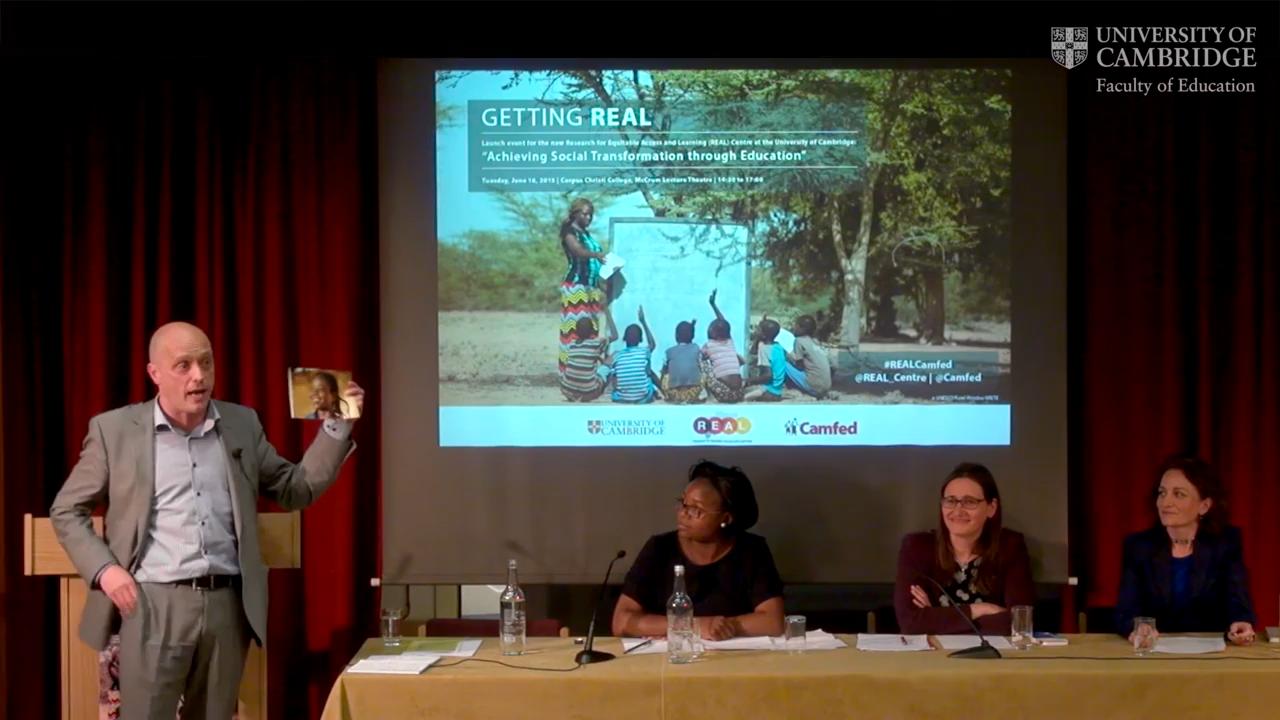 UNIVERSITY OF
CAMBRIDGE
Faculty of Education
GETTING REAL
Launch event for the new Research for Equitable Access and Learning (REAL) Centre at the University of Cambridge:
"Achieving Social Transformation through Education"
Tuesday, June 16, 2015 | Corpus Christi College, McCrum Lecture Theatre | 14:30 to 17:00
#REALCamfed
@REAL_Centre | @Camfed
UNIVERSITY OF
CAMBRIDGE
REAL
Camfed